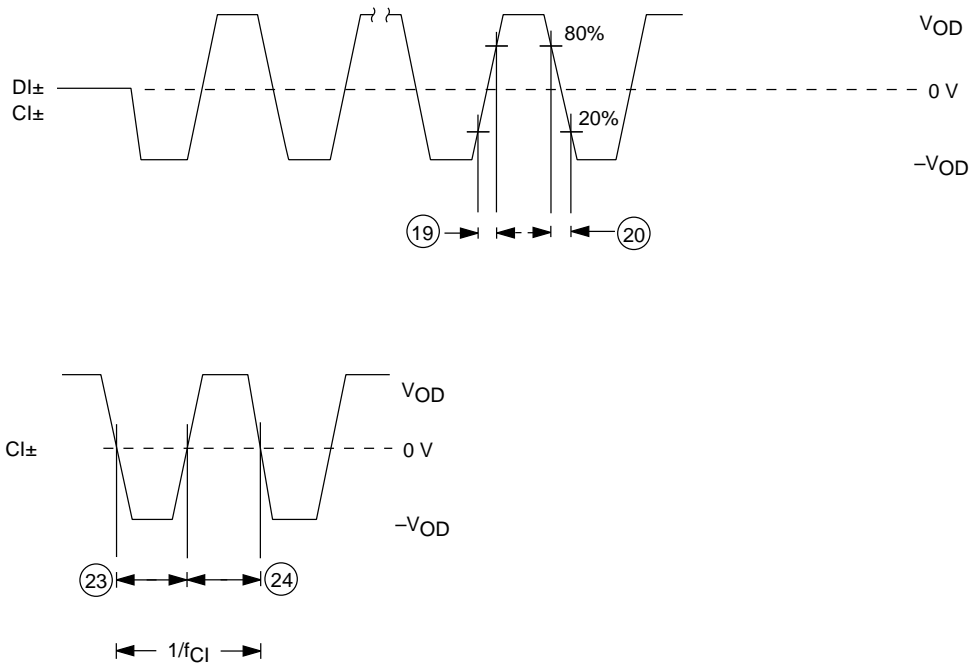 VOD
80%
DI±
0 V
CI±
20%
–VOD
19
20
VOD
CI±
0 V
–VOD
23
24
1/fCI